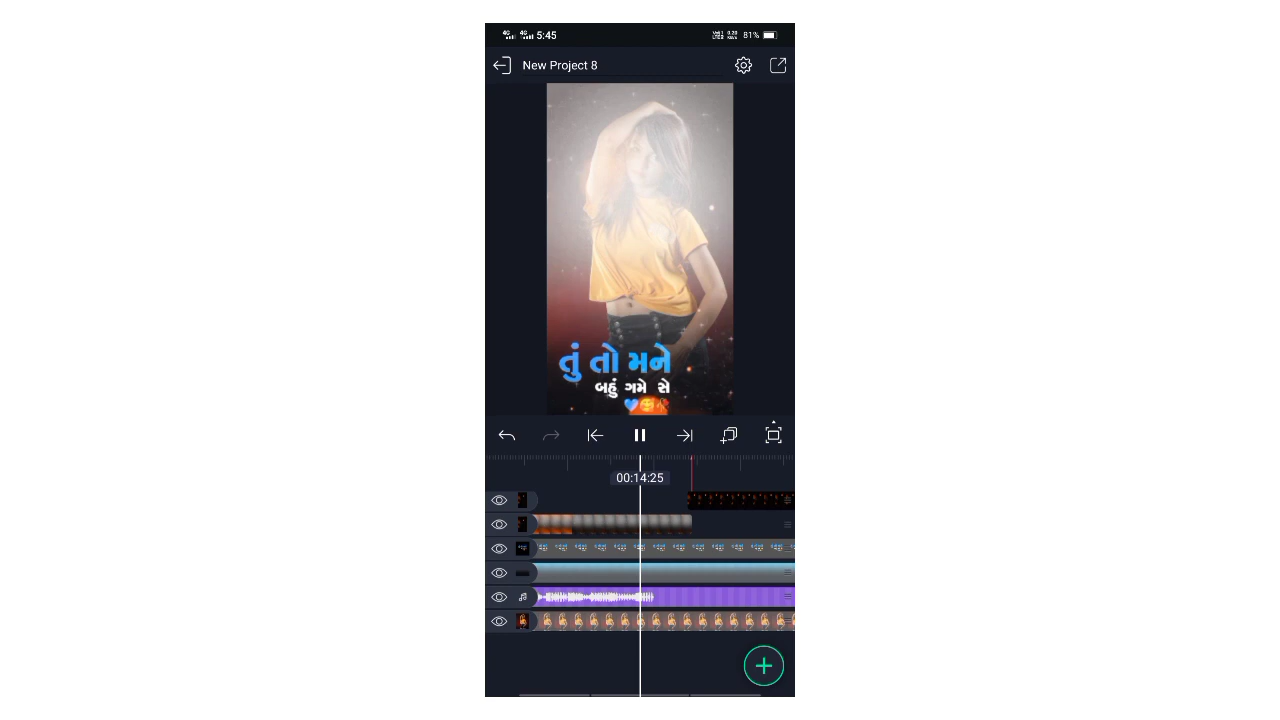 5:45
81%
New Project 8
તું તો મને
બહું ગમે સે
💙🥰🥀
00:14:25